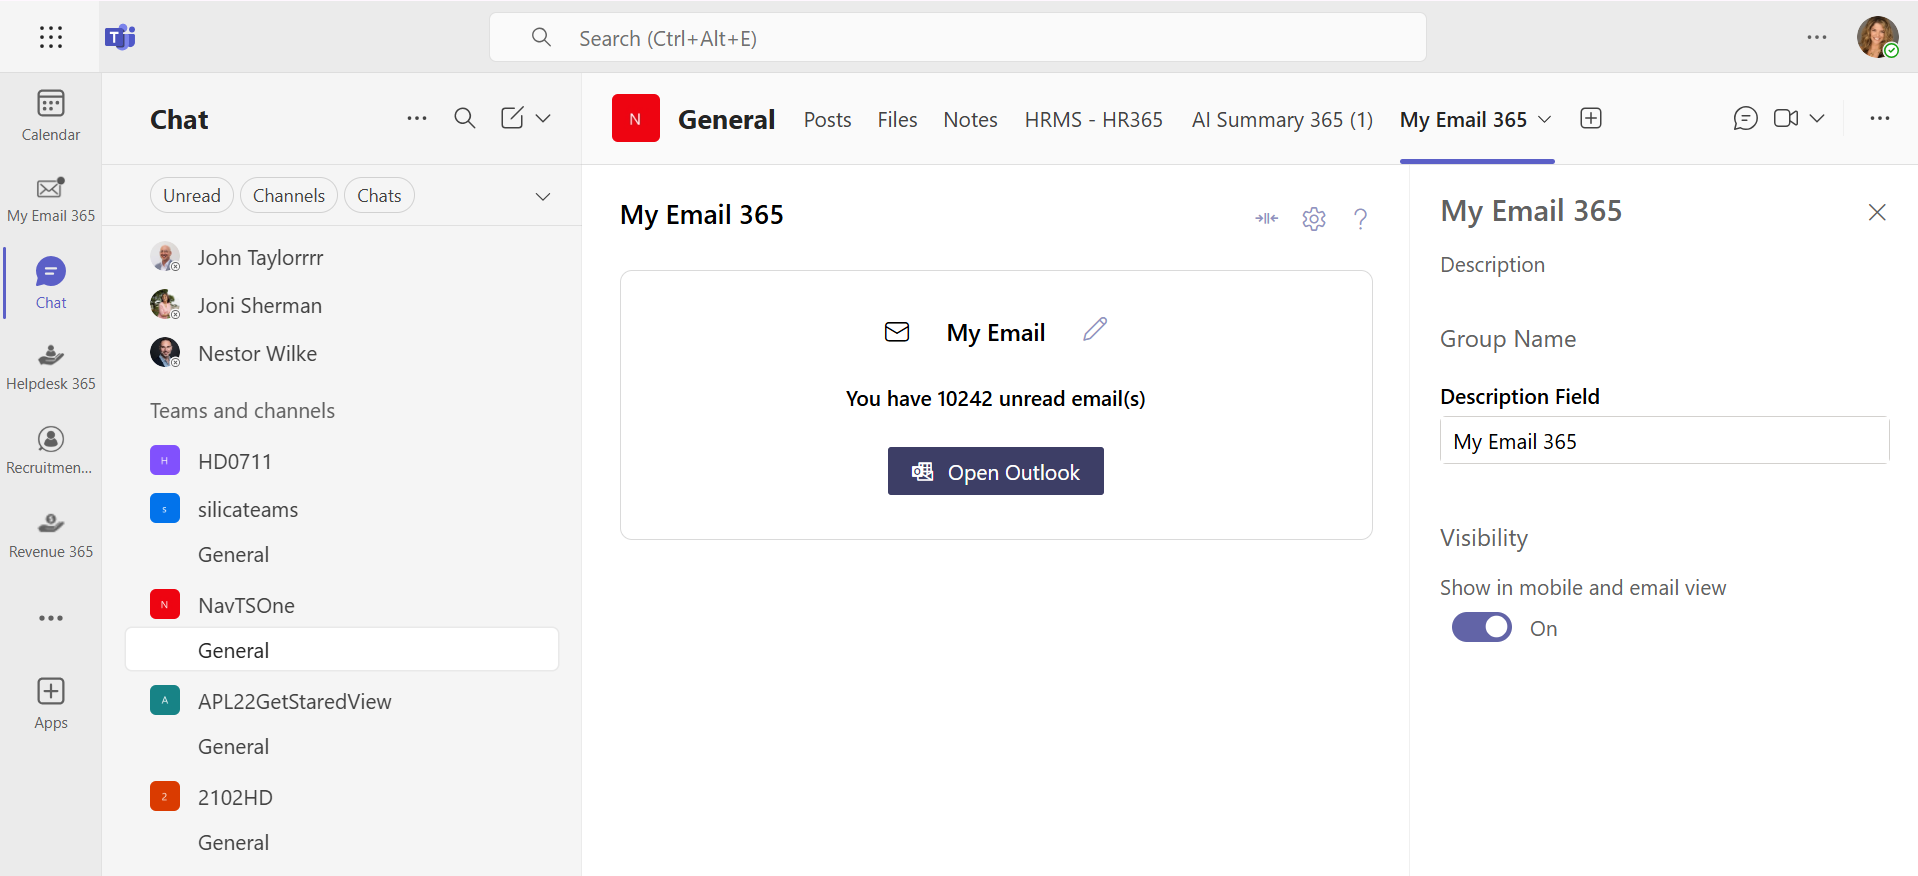 Search (Ctrl+Alt+E)
Calendar
My Email 365
Chat
Helpdesk 365
Recruitmen...
Revenue 365
Apps
Chat
Unread
Channels
Chats
John Taylorrrr
Joni Sherman
Nestor Wilke
Teams and channels
H
HD0711
s
silicateams
General
N
NavTSOne
General
A
APL22GetStaredView
General
2
2102HD
General
N
General
Posts
Files
Notes
HRMS - HR365
AI Summary 365 (1)
My Email 365
My Email 365
?
My Email
You have 10242 unread email(s)
Open Outlook
My Email 365
Description
Group Name
Description Field
My Email 365
Visibility
Show in mobile and email view
On